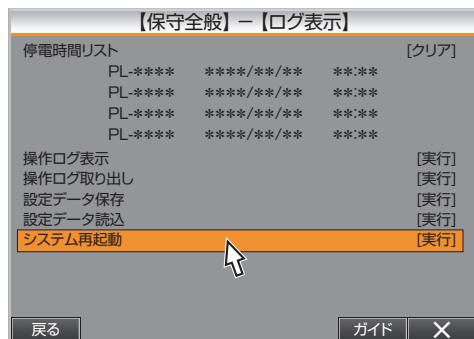 【保守全般】－【ログ表示】
停電時間リスト [クリア]
PL-**** ****/**/** **:**
PL-**** ****/**/** **:**
PL-**** ****/**/** **:**
PL-**** ****/**/** **:**
操作ログ表示 [実行]
操作ログ取り出し [実行]
設定データ保存 [実行]
設定データ読込 [実行]
システム再起動 [実行]
戻る ガイド ✕